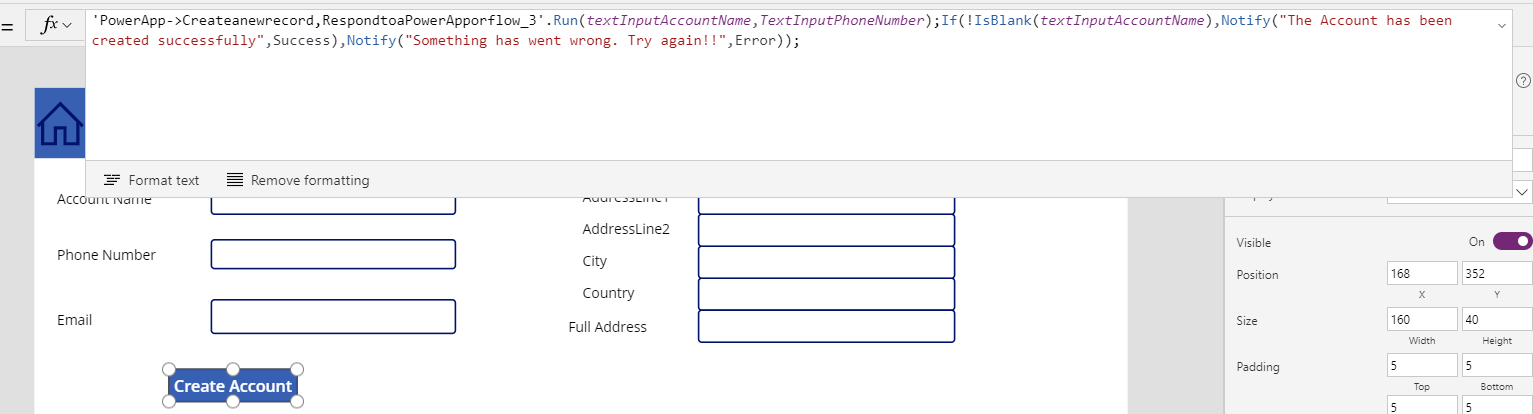 = fx 'PowerApp->Createanewrecord,RespondtoaPowerApporflow_3'.Run(textInputAccountName,TextInputPhoneNumber);If(!IsBlank(textInputAccountName),Notify("The Account has been
created successfully",Success),Notify("Something has went wrong. Try again!!",Error));
Format text Remove formatting
Account Name AddressLine1
AddressLine2
Visible On
Phone Number City
Position 168 352
X Y
Country
Email Full Address
Size 160 40
Width Height
Padding 5 5
Top Bottom
Create Account
5 5